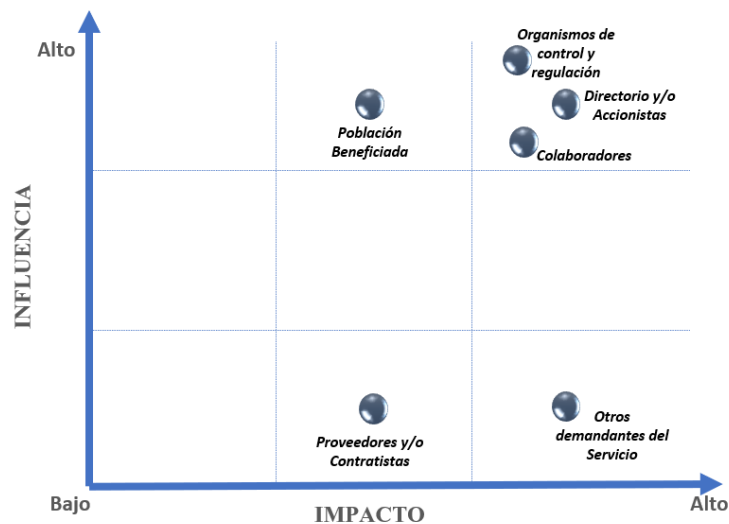 Alto
Organismos de
control y
regulación
Directorio y/o
Accionistas
Población
Beneficiada
Colaboradores
INFLUENCIA
Proveedores y/o
Contratistas
Otros
demandantes del
Servicio
Bajo
IMPACTO
Alto